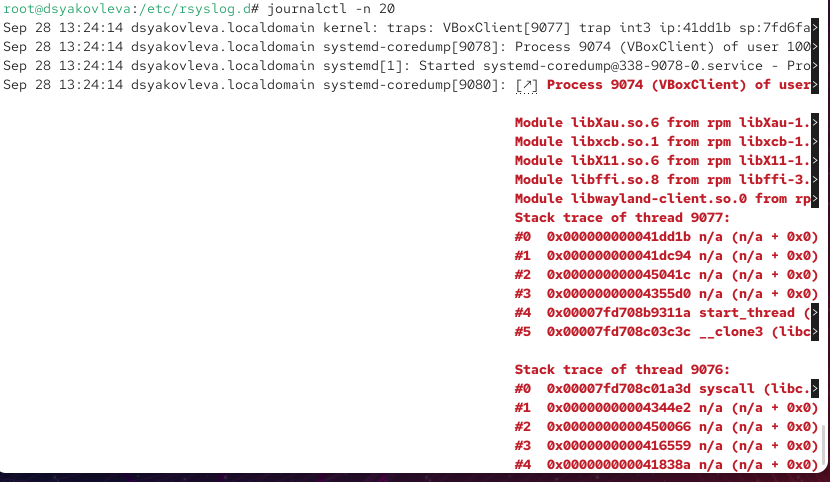 root@dsyakovleva:/etc/rsyslog.d# journalctl -n 20
Sep 28 13:24:14 dsyakovleva.localdomain kernel: traps: VBoxClient[9077] trap int3 ip:41dd1b sp:7fd6fa>
Sep 28 13:24:14 dsyakovleva.localdomain systemd-coredump[9078]: Process 9074 (VBoxClient) of user 100>
Sep 28 13:24:14 dsyakovleva.localdomain systemd[1]: Started systemd-coredump@338-9078-0.service - Pro>
Sep 28 13:24:14 dsyakovleva.localdomain systemd-coredump[9080]: [↗] Process 9074 (VBoxClient) of user>
>
Module libXau.so.6 from rpm libXau-1.>
Module libxcb.so.1 from rpm libxcb-1.>
Module libX11.so.6 from rpm libX11-1.>
Module libffi.so.8 from rpm libffi-3.>
Module libwayland-client.so.0 from rp>
Stack trace of thread 9077:
#0  0x000000000041dd1b n/a (n/a + 0x0)
#1  0x000000000041dc94 n/a (n/a + 0x0)
#2  0x000000000045041c n/a (n/a + 0x0)
#3  0x00000000004355d0 n/a (n/a + 0x0)
#4  0x00007fd708b9311a start_thread (>
#5  0x00007fd708c03c3c __clone3 (libc>
Stack trace of thread 9076:
#0  0x00007fd708c01a3d syscall (libc.>
#1  0x00000000004344e2 n/a (n/a + 0x0)
#2  0x0000000000450066 n/a (n/a + 0x0)
#3  0x0000000000416559 n/a (n/a + 0x0)
#4  0x000000000041838a n/a (n/a + 0x0)